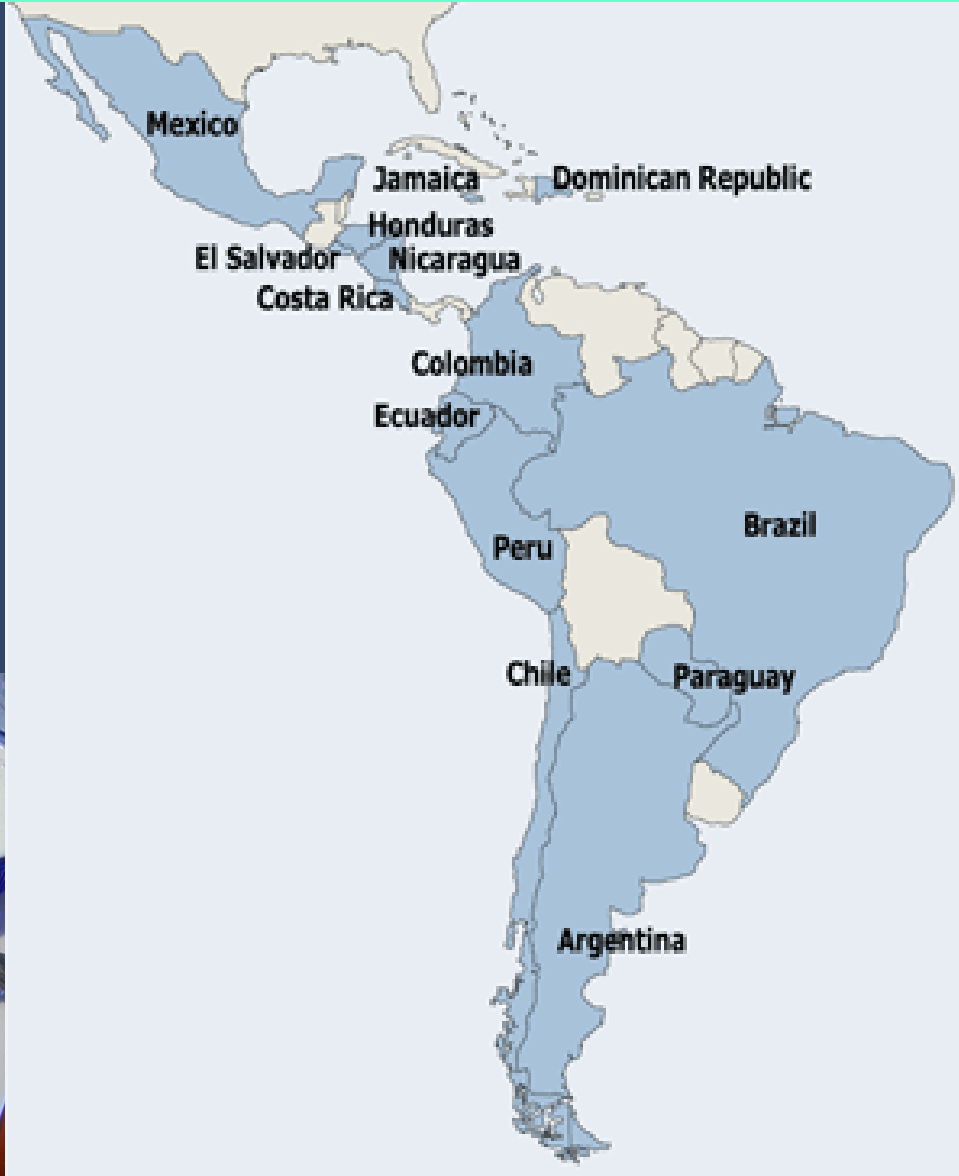 Mexico
Jamaica
Dominican Republic
Honduras
El Salvador
Nicaragua
Costa Rica
Colombia
Ecuador
Brazil
Peru
Chile
Paraguay
Argentina